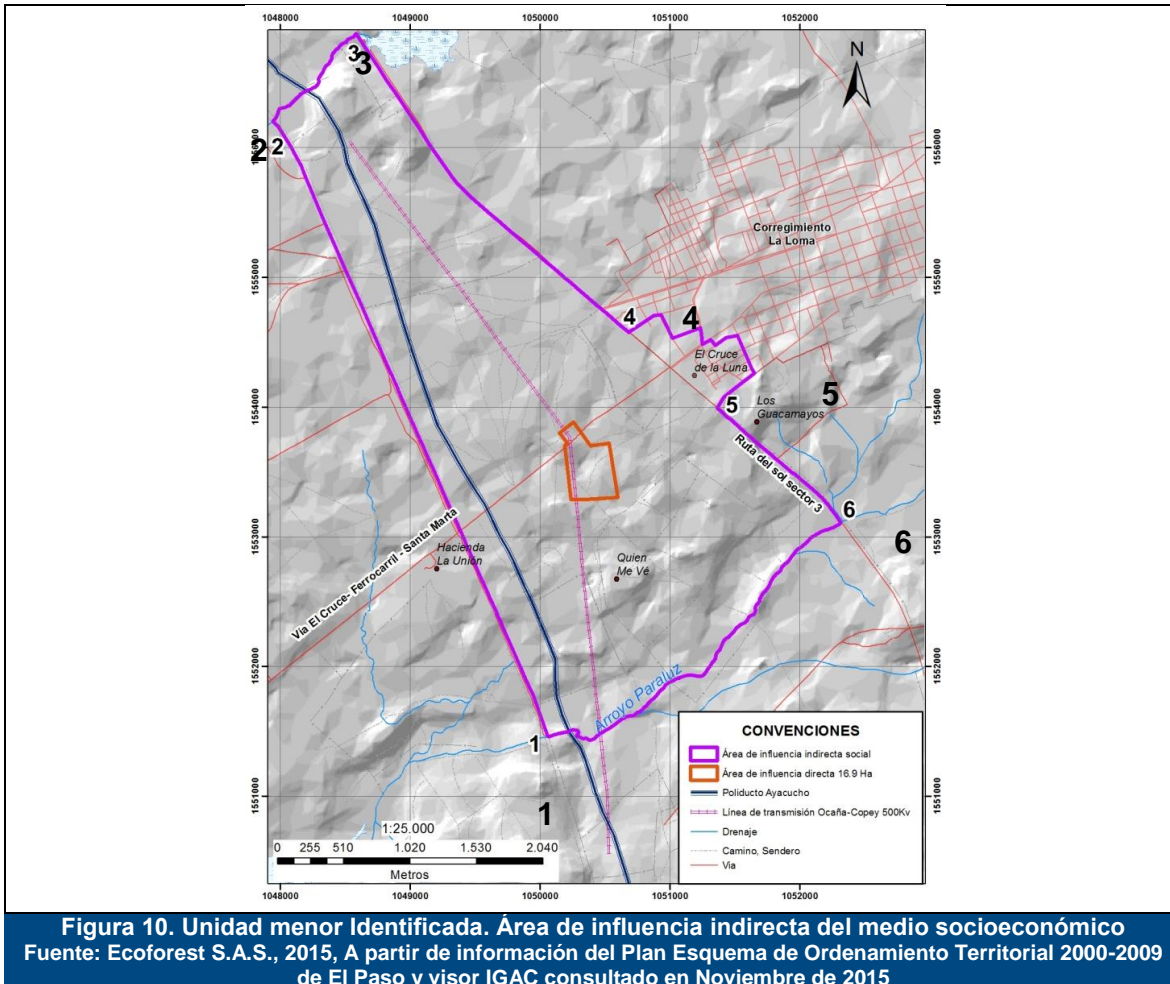 1048000
1049000
1050000
1051000
1052000
N
3
3
2
2
1556000
1556000
Corregimiento
La Loma
1555000
1555000
4
4
El Cruce
de la Luna
5
5
Los
Guacamayos
1554000
1554000
Ruta del sol sector 3
6
6
Via El Cruce- Ferrocarril - Santa Marta
Hacienda
La Unión
Quien
Me Vé
1553000
1553000
1552000
1552000
Arroyo Paraluz
1
1
1551000
1551000
1:25.000
0 255 510 1.020 1.530 2.040
Metros
CONVENCIONES
Área de influencia indirecta social
Área de influencia directa 16.9 Ha
Poliducto Ayacucho
Línea de transmisión Ocaña-Copey 500Kv
Drenaje
Camino, Sendero
Via
1048000
1049000
1050000
1051000
1052000
Figura 10. Unidad menor Identificada. Área de influencia indirecta del medio socioeconómico
Fuente: Ecoforest S.A.S., 2015, A partir de información del Plan Esquema de Ordenamiento Territorial 2000-2009
de El Paso y visor IGAC consultado en Noviembre de 2015